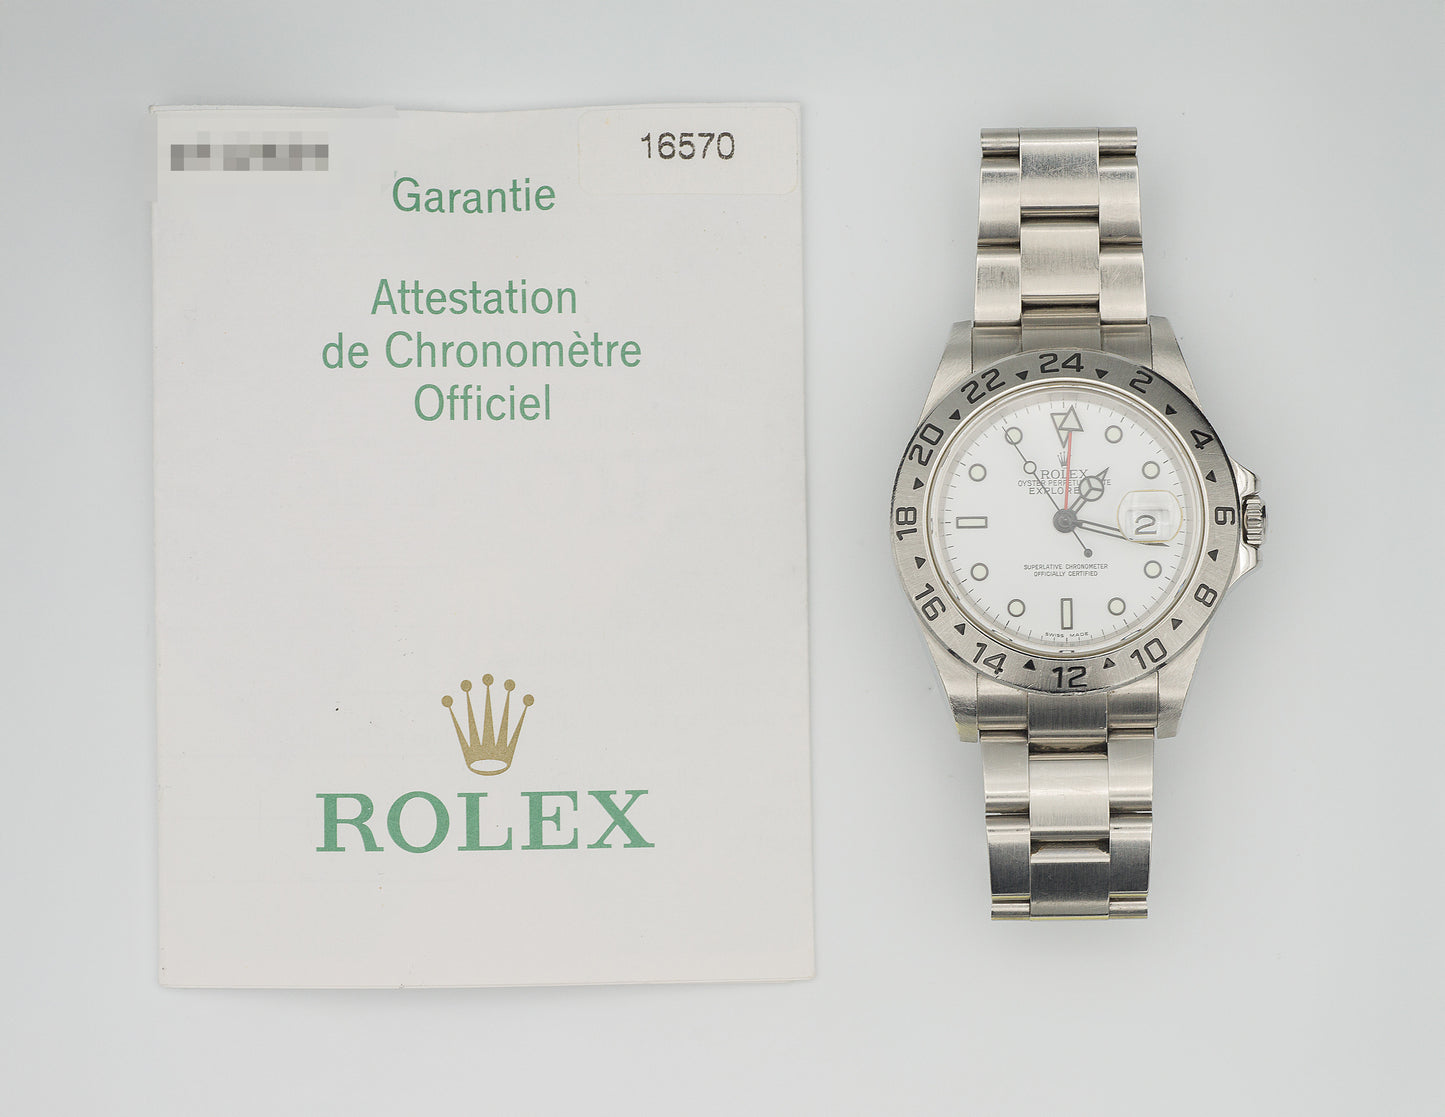 16570
Garantie
Attestation
de Chronomètre
Officiel
ROLEX
24
2
4
6
8
10
12
14
16
18
20
22
ROLEX
OYSTER PERPETUAL DATE
EXPLORER
2
SUPERLATIVE CHRONOMETER
OFFICIALLY CERTIFIED
SWISS MADE